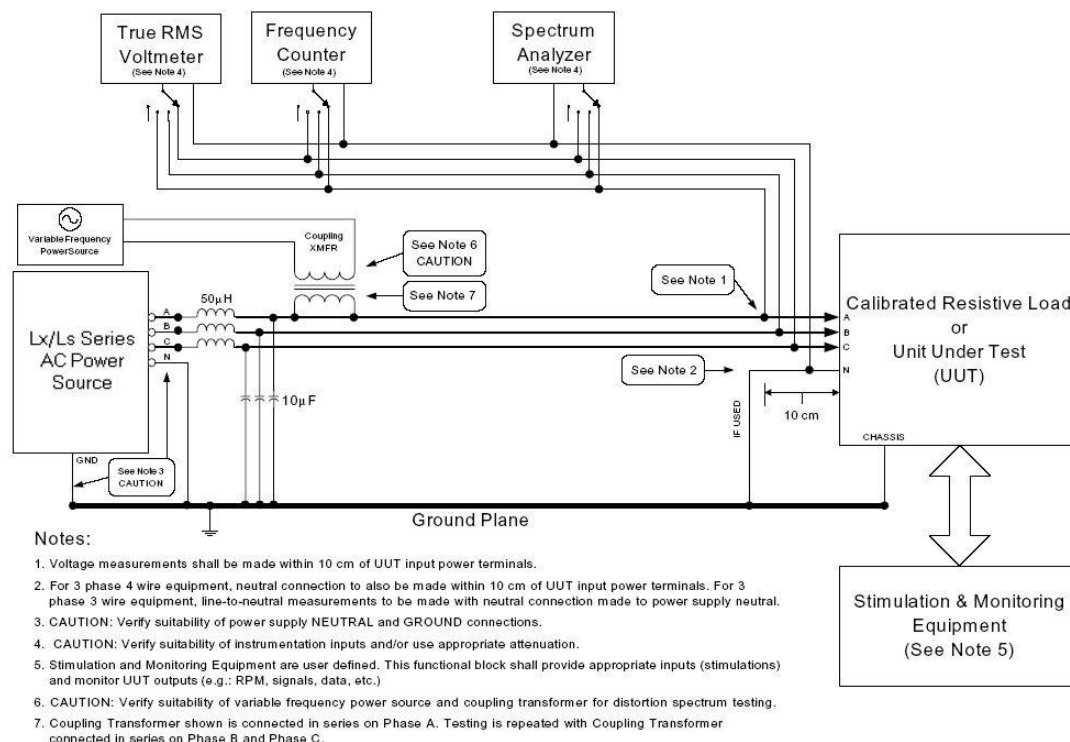 True RMS
Voltmeter
(See Note 4)
Frequency
Counter
(See Note 4)
Spectrum
Analyzer
(See Note 4)
Variable Frequency
PowerSource
Coupling
XMFR
See Note 6
CAUTION
See Note 7
See Note 1
Lx/Ls Series
AC Power
Source
A
B
C
N
50µH
10µF
See Note 2
Calibrated Resistive Load
or
Unit Under Test
(UUT)
A
B
C
N
10 cm
IF USED
CHASSIS
GND
See Note 3
CAUTION
Ground Plane
Stimulation & Monitoring
Equipment
(See Note 5)
Notes:
1. Voltage measurements shall be made within 10 cm of UUT input power terminals.
2. For 3 phase 4 wire equipment, neutral connection to also be made within 10 cm of UUT input power terminals. For 3
phase 3 wire equipment, line-to-neutral measurements to be made with neutral connection made to power supply neutral.
3. CAUTION: Verify suitability of power supply NEUTRAL and GROUND connections.
4. CAUTION: Verify suitability of instrumentation inputs and/or use appropriate attenuation.
5. Stimulation and Monitoring Equipment are user defined. This functional block shall provide appropriate inputs (stimulations)
and monitor UUT outputs (e.g.: RPM, signals, data, etc.)
6. CAUTION: Verify suitability of variable frequency power source and coupling transformer for distortion spectrum testing.
7. Coupling Transformer shown is connected in series on Phase A. Testing is repeated with Coupling Transformer
connected in series on Phase B and Phase C.